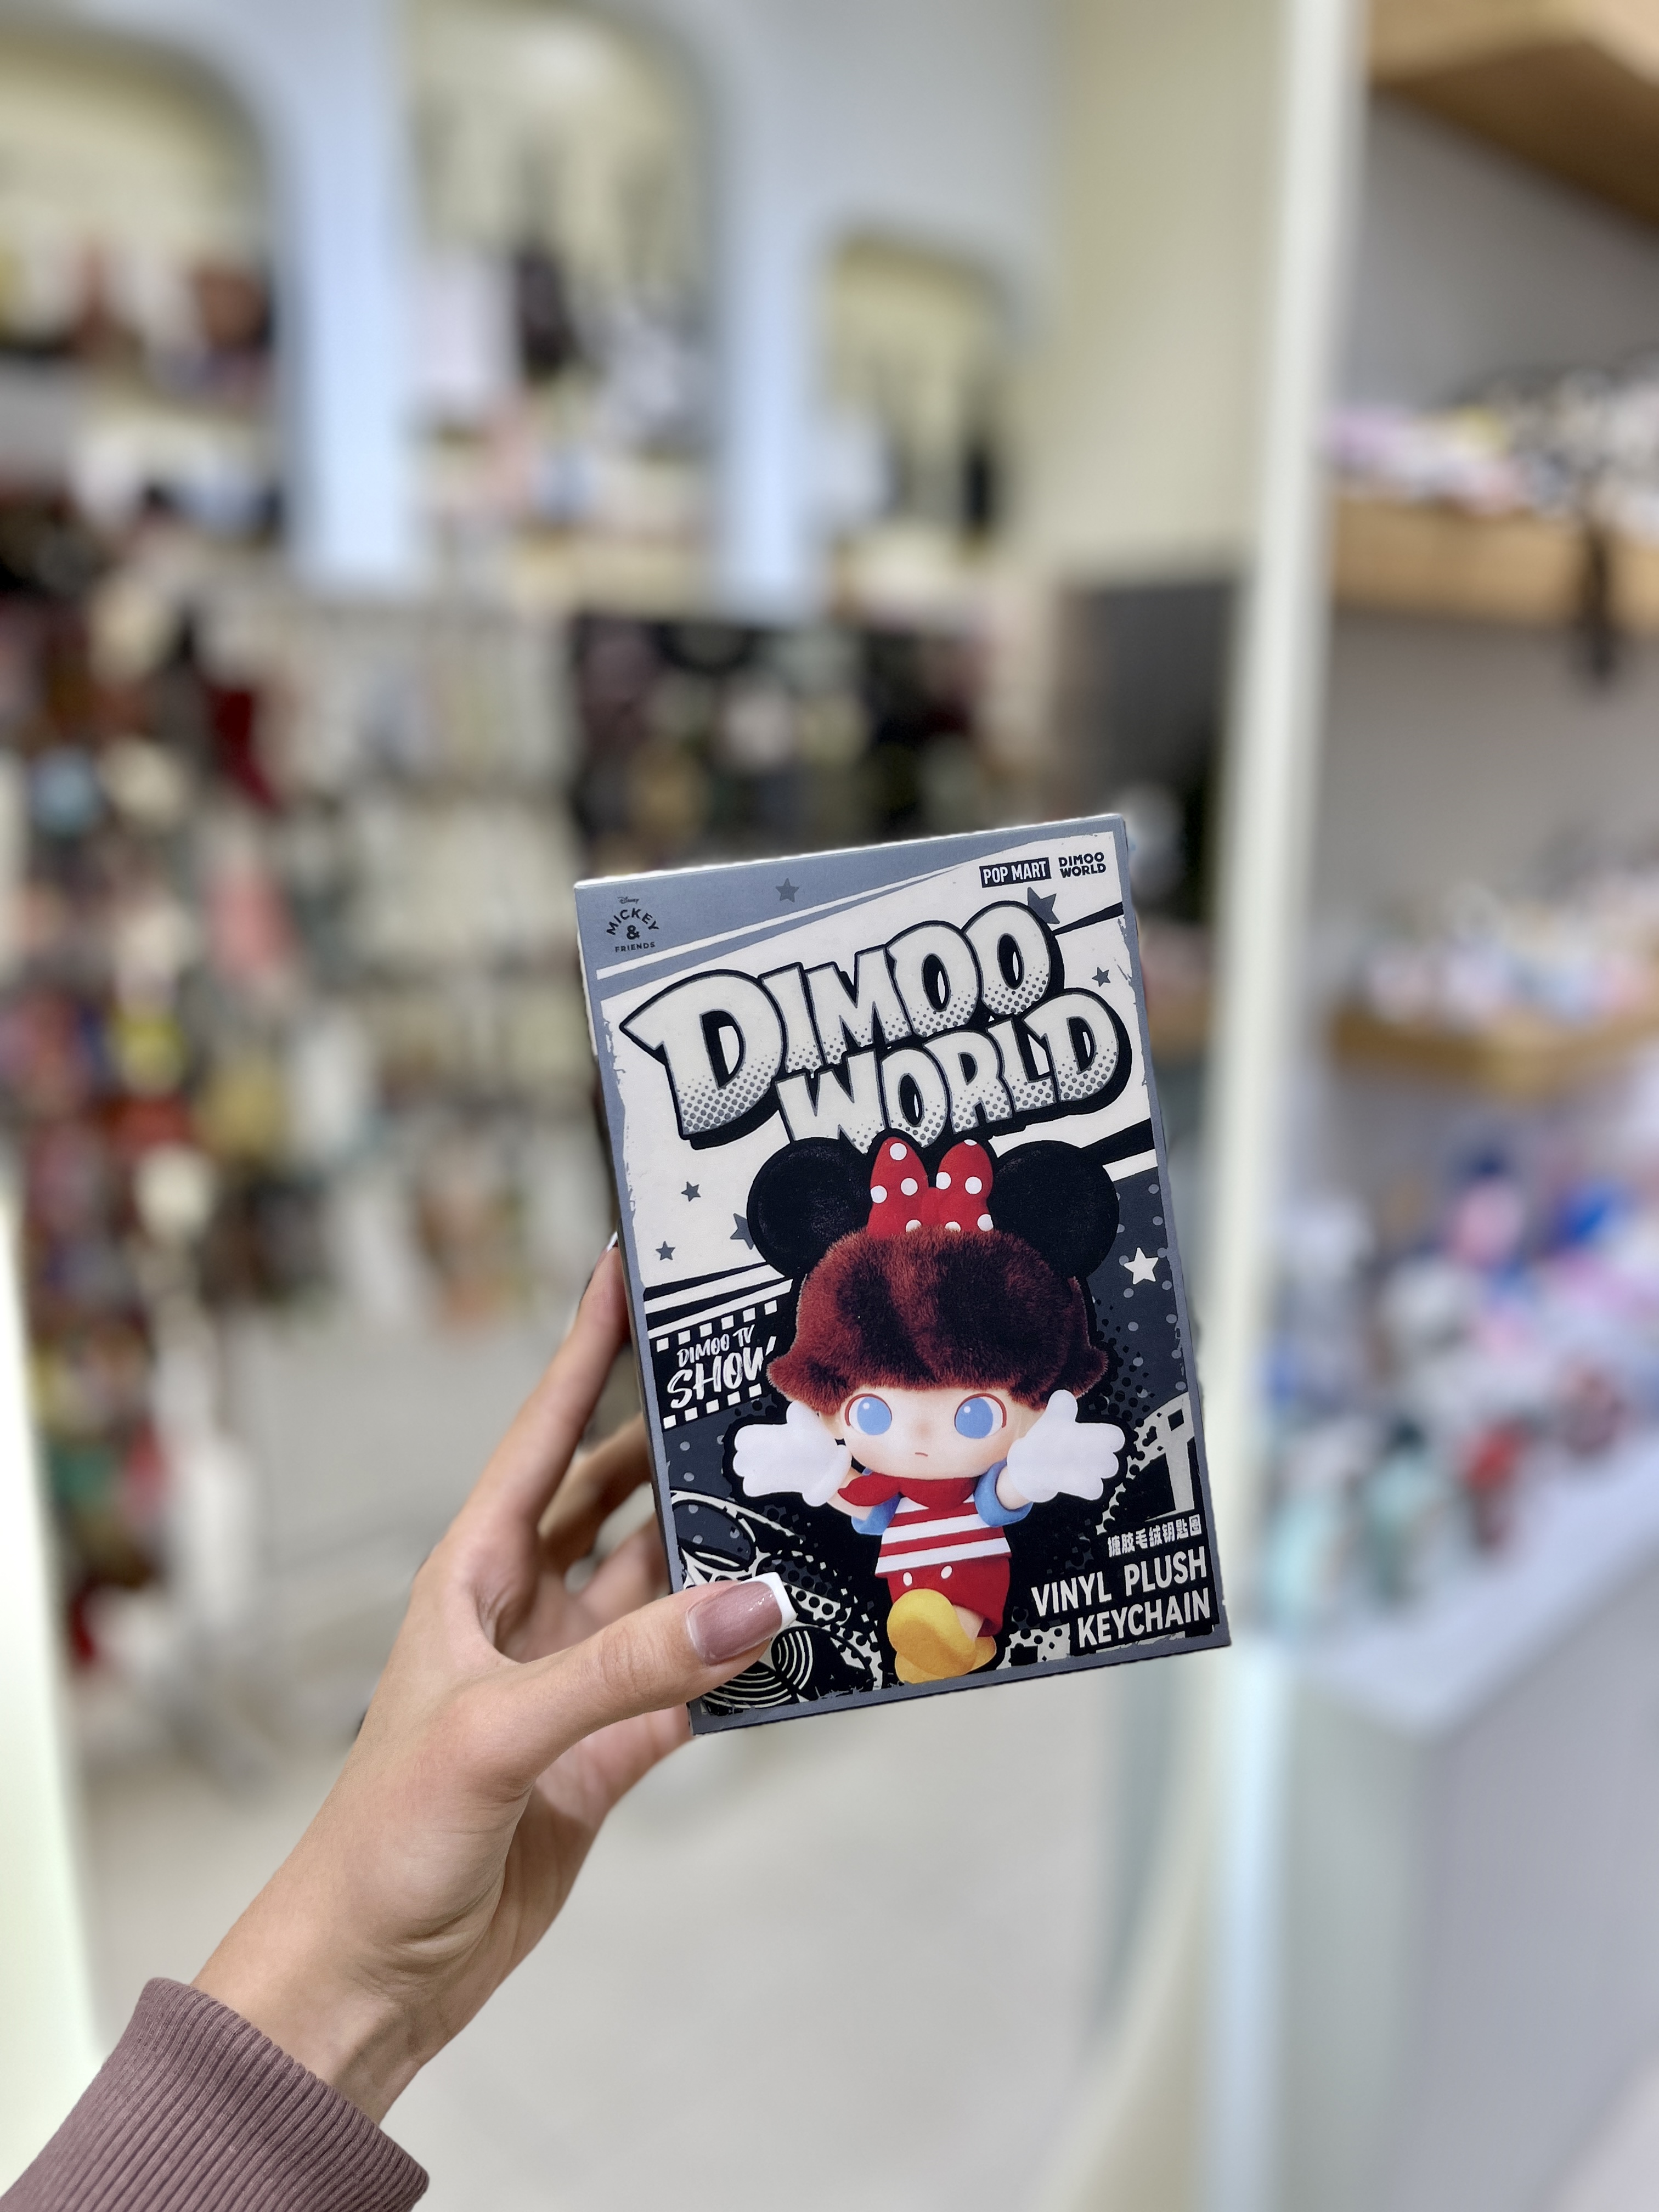 Disney
MICKEY
&
FRIENDS
POP MART
DIMOO
WORLD
DIMOO
WORLD
DIMOO TV
SHOW
搪胶毛绒钥匙圈
VINYL PLUSH
KEYCHAIN